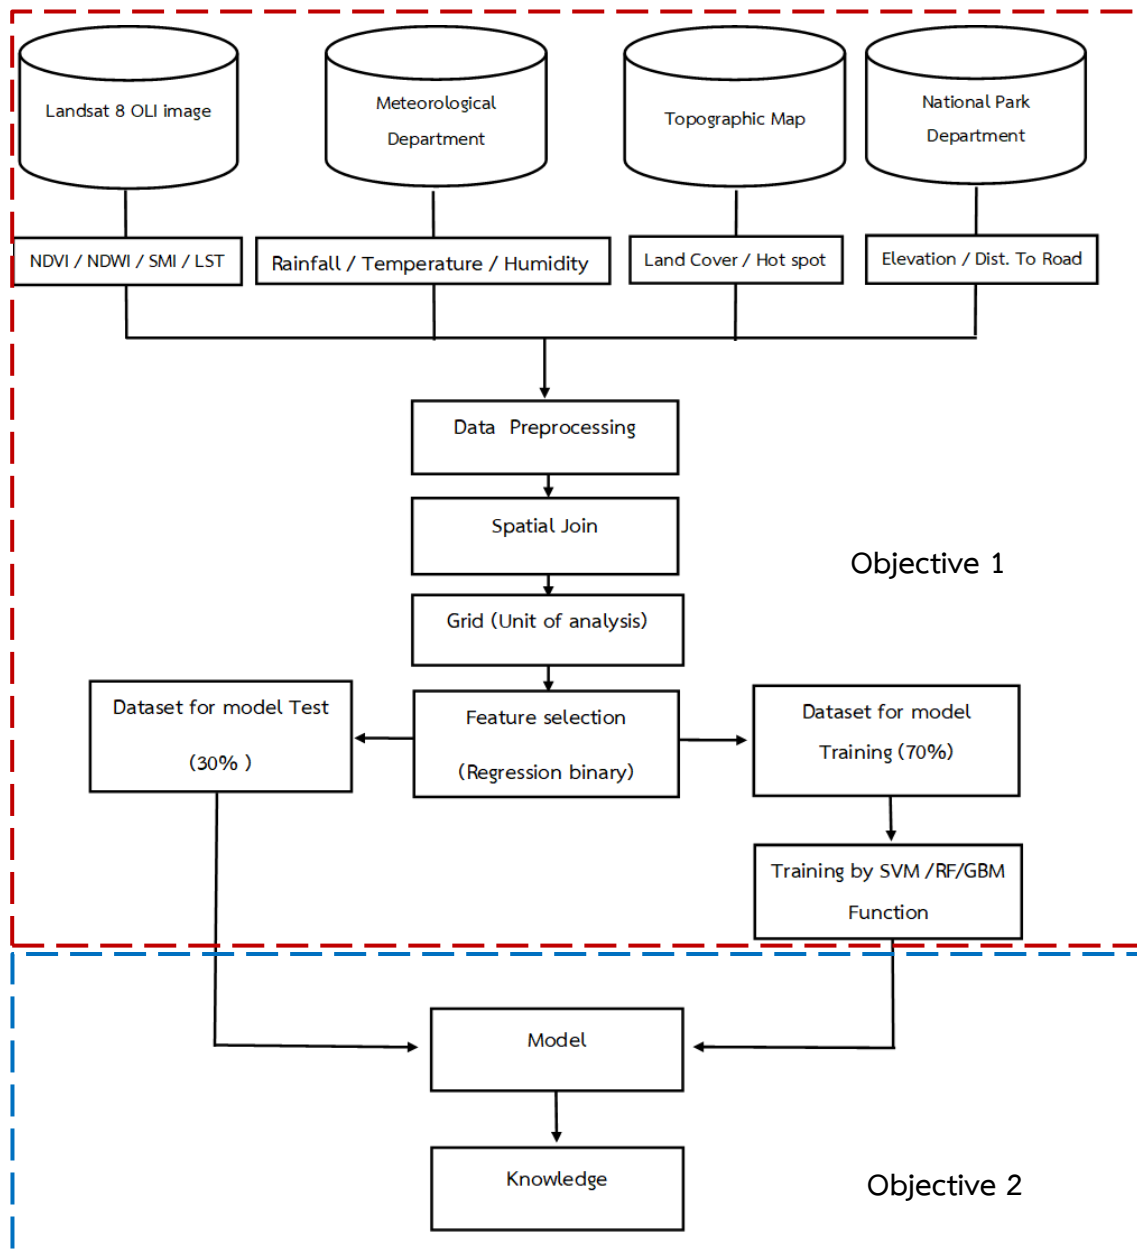 Landsat 8 OLI image
Meteorological
Department
Topographic Map
National Park
Department
NDVI / NDWI / SMI / LST
Rainfall / Temperature / Humidity
Land Cover / Hot spot
Elevation / Dist. To Road
Data Preprocessing
Spatial Join
Objective 1
Grid (Unit of analysis)
Dataset for model Test
(30% )
Feature selection
(Regression binary)
Dataset for model
Training (70%)
Training by SVM /RF/GBM
Function
Model
Knowledge
Objective 2